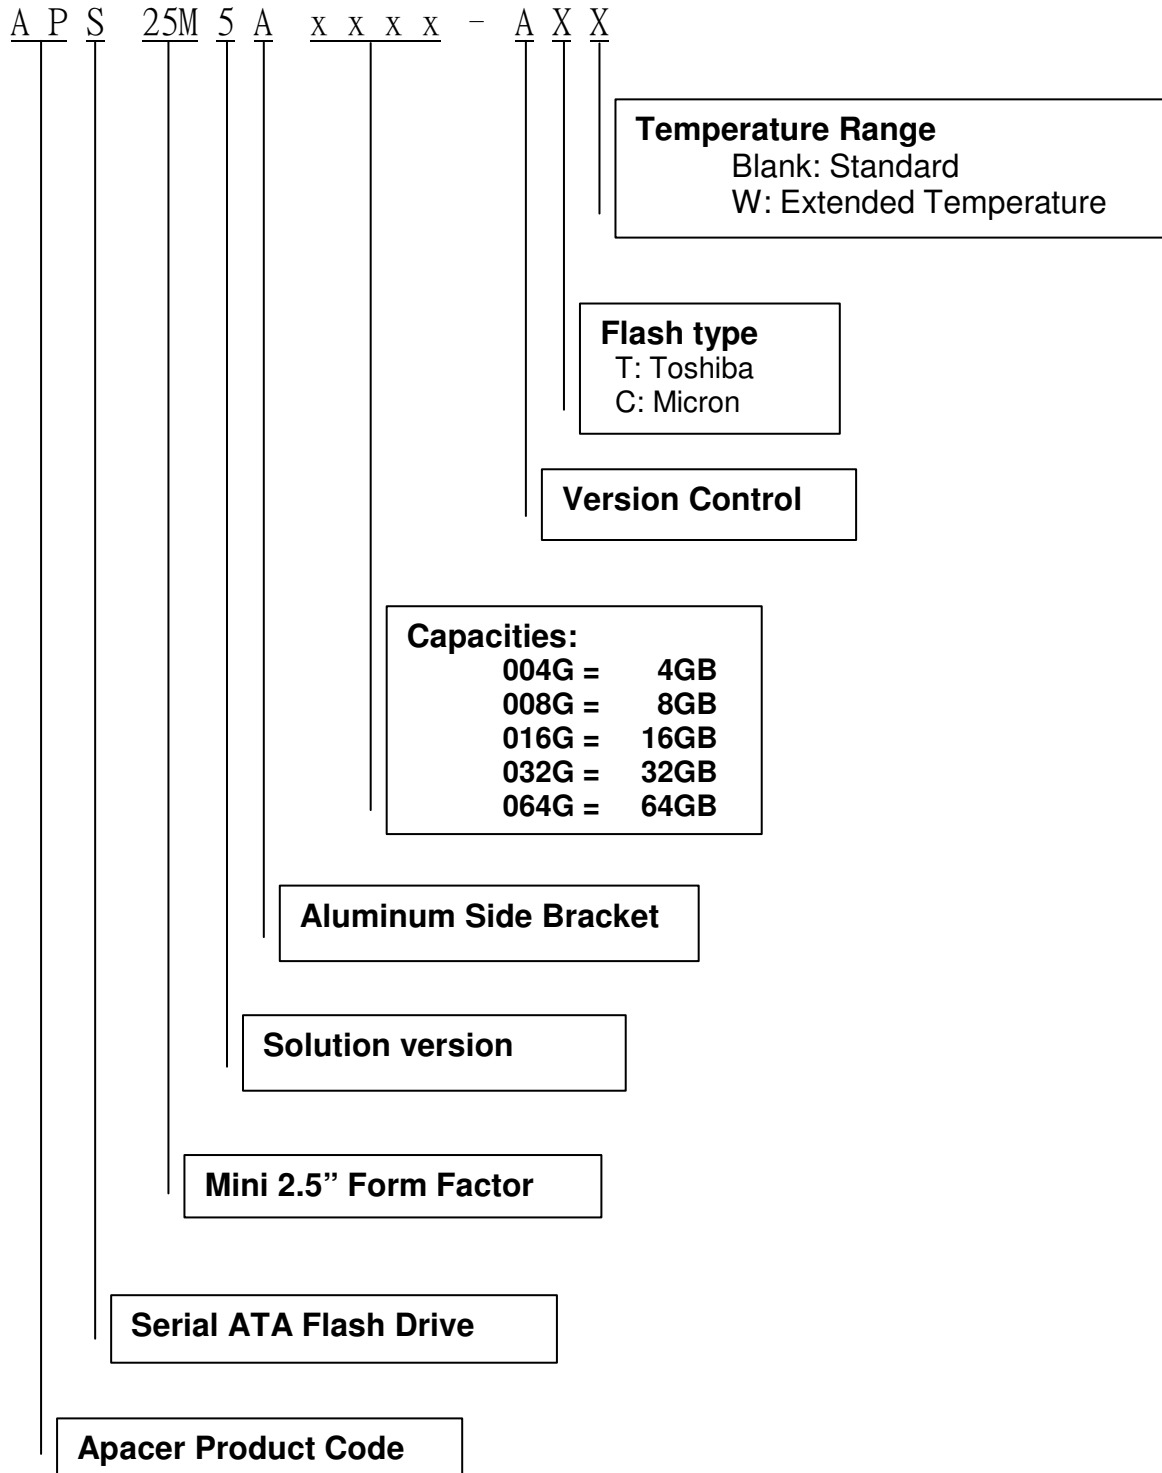 A P S 25M 5 A x x x x - A X X
Temperature Range
Blank: Standard
W: Extended Temperature
Flash type
T: Toshiba
C: Micron
Version Control
Capacities:
004G = 4GB
008G = 8GB
016G = 16GB
032G = 32GB
064G = 64GB
Aluminum Side Bracket
Solution version
Mini 2.5” Form Factor
Serial ATA Flash Drive
Apacer Product Code